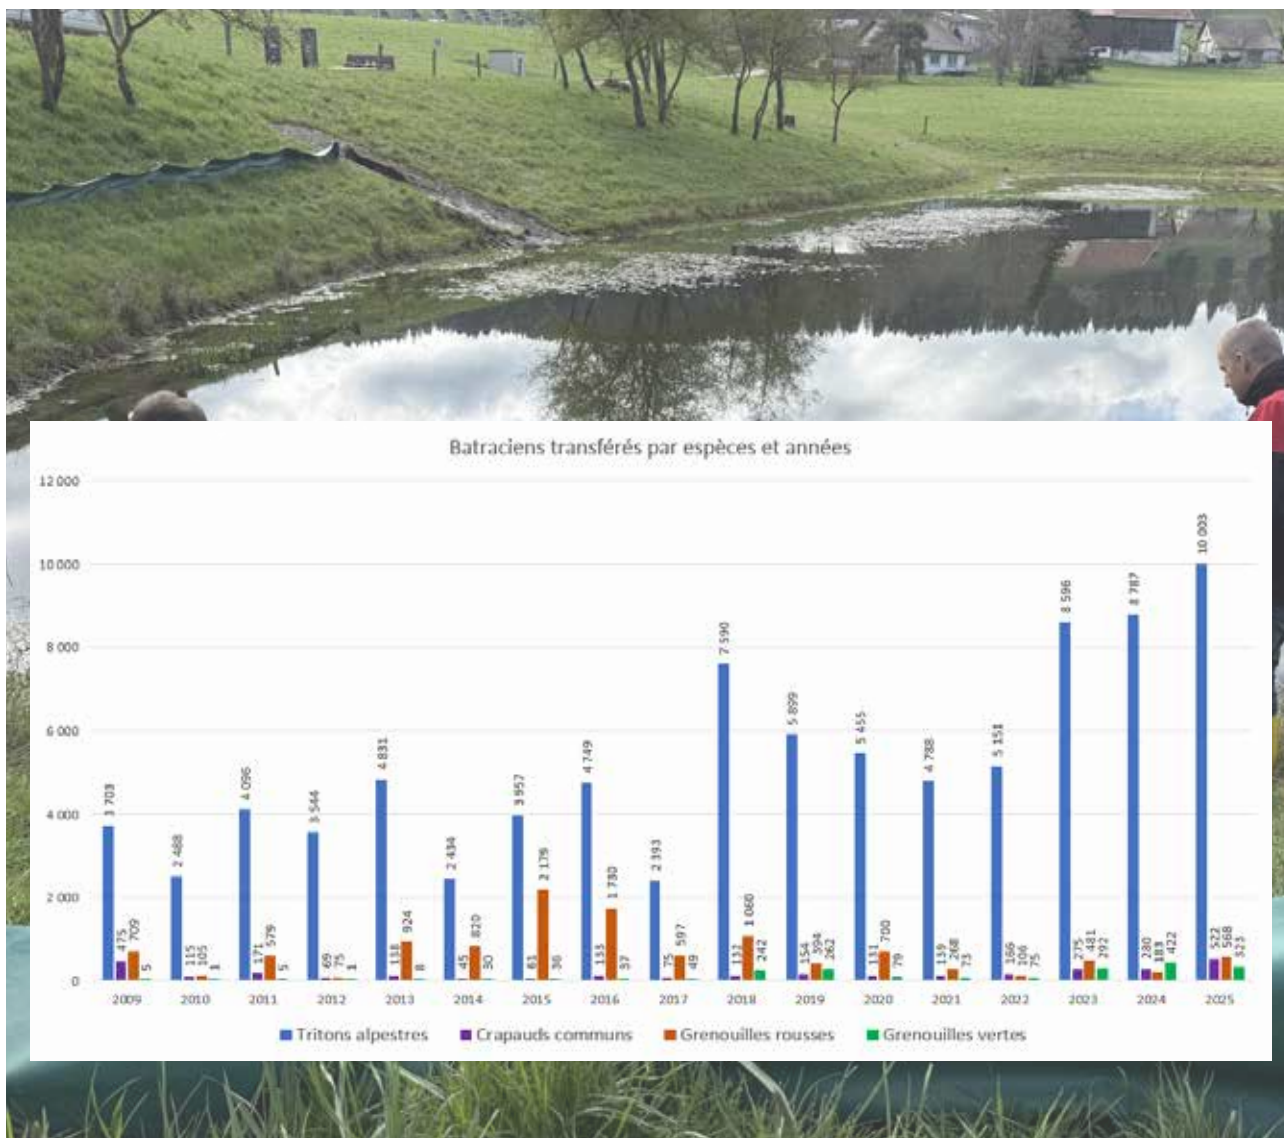 Batraciens transférés par espèces et années
12 000
10 000
8 000
6 000
4 000
2 000
0
3 703 475 709 5
2 488 115 105 1
4 096 171 579 5
3 544 69 75 1
4 831 118 924 8
2 434 45 820 30
3 957 61 2 179 36
4 749 1 730 37
2 393 75 597 49
7 590 1 060 242
5 899 154 394 262
5 455 700 79
4 788 268 73
5 151 166 106 75
8 596 275 481 292
8 787 280 183 422
10 003 522 568 323
2009 2010 2011 2012 2013 2014 2015 2016 2017 2018 2019 2020 2021 2022 2023 2024 2025
Tritons alpestres Crapauds communs Grenouilles rousses Grenouilles vertes